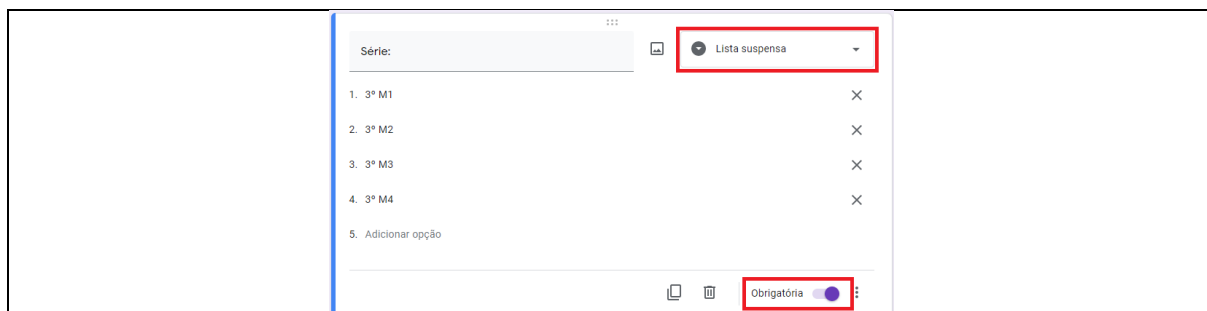 Série:
Lista suspensa
1. 3º M1
2. 3º M2
3. 3º M3
4. 3º M4
5. Adicionar opção
Obrigatória